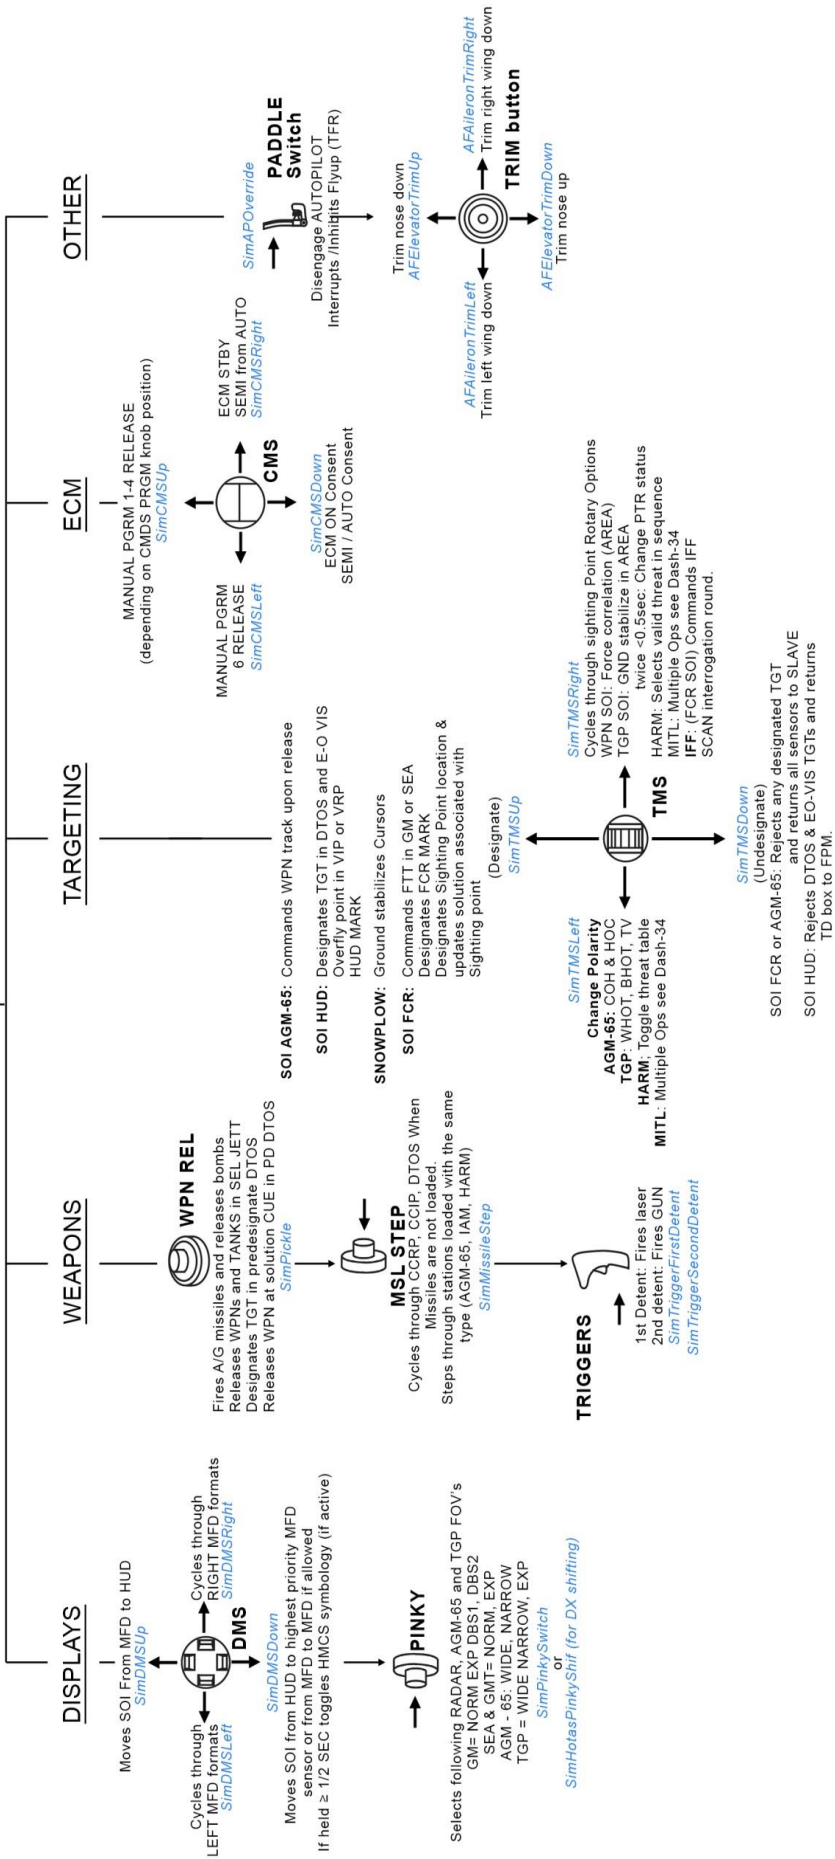 DISPLAYS
Moves SOI From MFD to HUD
SimDMSUp
Cycles through
LEFT MFD formats
SimDMSLeft
Cycles through
RIGHT MFD formats
SimDMSRight
DMS
SimDMSDown
Moves SOI from HUD to highest priority MFD
sensor or from MFD to MFD if allowed
If held ≥ 1/2 SEC toggles HMCS symbology (if active)
PINKY
Selects following RADAR, AGM-65 and TGP FOV's
GM= NORM EXP DBS1, DBS2
SEA & GMT= NORM, EXP
AGM - 65: WIDE, NARROW
TGP = WIDE NARROW, EXP
SimPinkySwitch
or
SimHotasPinkyShif (for DX shifting)
WEAPONS
WPN REL
Fires A/G missiles and releases bombs
Releases WPNs and TANKS in SEL JETT
Designates TGT in predesignate DTOS
Releases WPN at solution CUE in PD DTOS
SimPickle
MSL STEP
Cycles through CCRP, CCIP, DTOS When
Missiles are not loaded.
Steps through stations loaded with the same
type (AGM-65, IAM, HARM)
SimMissileStep
TRIGGERS
1st Detent: Fires laser
2nd detent: Fires GUN
SimTriggerFirstDetent
SimTriggerSecondDetent
TARGETING
SOI AGM-65: Commands WPN track upon release
SOI HUD: Designates TGT in DTOS and E-O VIS
Overfly point in VIP or VRP
HUD MARK
SNOWPLOW: Ground stabilizes Cursors
SOI FCR: Commands FTT in GM or SEA
Designates FCR MARK
Designates Sighting Point location &
updates solution associated with
Sighting point
(Designate)
SimTMSUp
SimTMSLeft
Change Polarity
AGM-65: COH & HOC
TGP: WHOT, BHOT, TV
HARM; Toggle threat table
MITL: Multiple Ops see Dash-34
TMS
SimTMSRight
Cycles through sighting Point Rotary Options
WPN SOI: Force correlation (AREA)
TGP SOI: GND stabilize in AREA
twice <0.5sec: Change PTR status
HARM: Selects valid threat in sequence
MITL: Multiple Ops see Dash-34
IFF: (FCR SOI) Commands IFF
SCAN interrogation round.
SimTMSDown
(Undesignate)
SOI FCR or AGM-65: Rejects any designated TGT
and returns all sensors to SLAVE
SOI HUD: Rejects DTOS & EO-VIS TGTs and returns
TD box to FPM.
ECM
MANUAL PGRM 1-4 RELEASE
(depending on CMDS PRGM knob position)
SimCMSUp
MANUAL PGRM
6 RELEASE
SimCMSLeft
ECM STBY
SEMI from AUTO
SimCMSRight
CMS
SimCMSDown
ECM ON Consent
SEMI / AUTO Consent
OTHER
SimAPOverride
PADDLE
Switch
Disengage AUTOPILOT
Interrupts /Inhibits Flyup (TFR)
Trim nose down
AFElevatorTrimUp
AFAileronTrimLeft
Trim left wing down
AFAileronTrimRight
Trim right wing down
TRIM button
AFElevatorTrimDown
Trim nose up